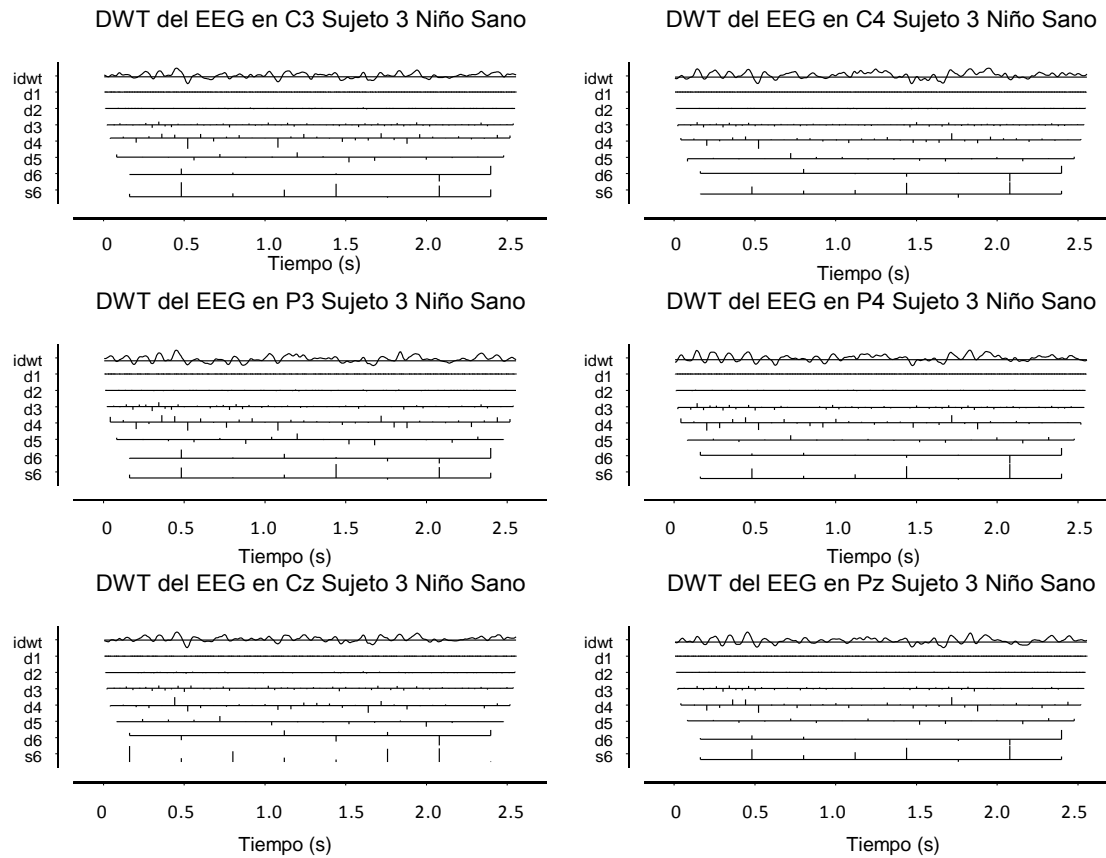 DWT del EEG en C3 Sujeto 3 Niño Sano
idwt
d1
d2
d3
d4
d5
d6
s6
0 0.5 1.0 1.5 2.0 2.5
Tiempo (s)
DWT del EEG en C4 Sujeto 3 Niño Sano
idwt
d1
d2
d3
d4
d5
d6
s6
0 0.5 1.0 1.5 2.0 2.5
Tiempo (s)
DWT del EEG en P3 Sujeto 3 Niño Sano
idwt
d1
d2
d3
d4
d5
d6
s6
0 0.5 1.0 1.5 2.0 2.5
Tiempo (s)
DWT del EEG en P4 Sujeto 3 Niño Sano
idwt
d1
d2
d3
d4
d5
d6
s6
0 0.5 1.0 1.5 2.0 2.5
Tiempo (s)
DWT del EEG en Cz Sujeto 3 Niño Sano
idwt
d1
d2
d3
d4
d5
d6
s6
0 0.5 1.0 1.5 2.0 2.5
Tiempo (s)
DWT del EEG en Pz Sujeto 3 Niño Sano
idwt
d1
d2
d3
d4
d5
d6
s6
0 0.5 1.0 1.5 2.0 2.5
Tiempo (s)